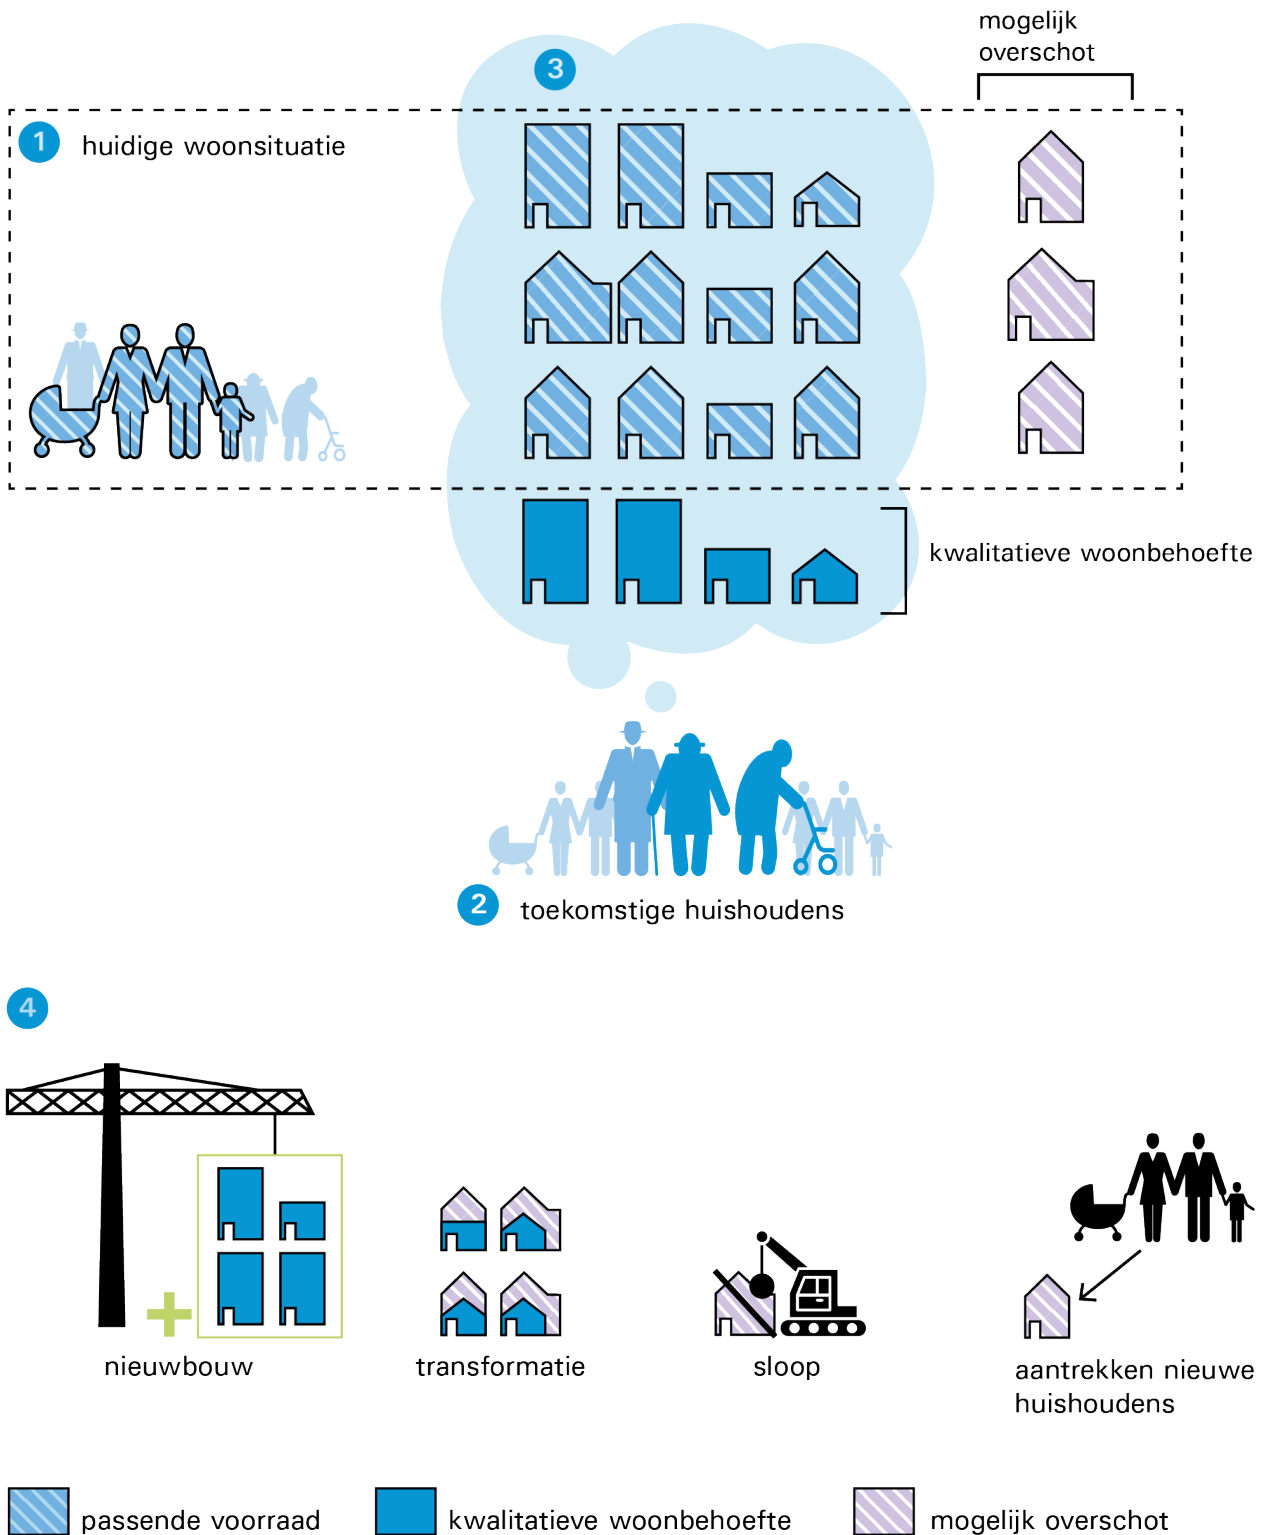 mogelijk
overschot
3
1 huidige woonsituatie
kwalitatieve woonbehoefte
2 toekomstige huishoudens
4
nieuwbouw
transformatie
sloop
aantrekken nieuwe
huishoudens
passende voorraad
kwalitatieve woonbehoefte
mogelijk overschot